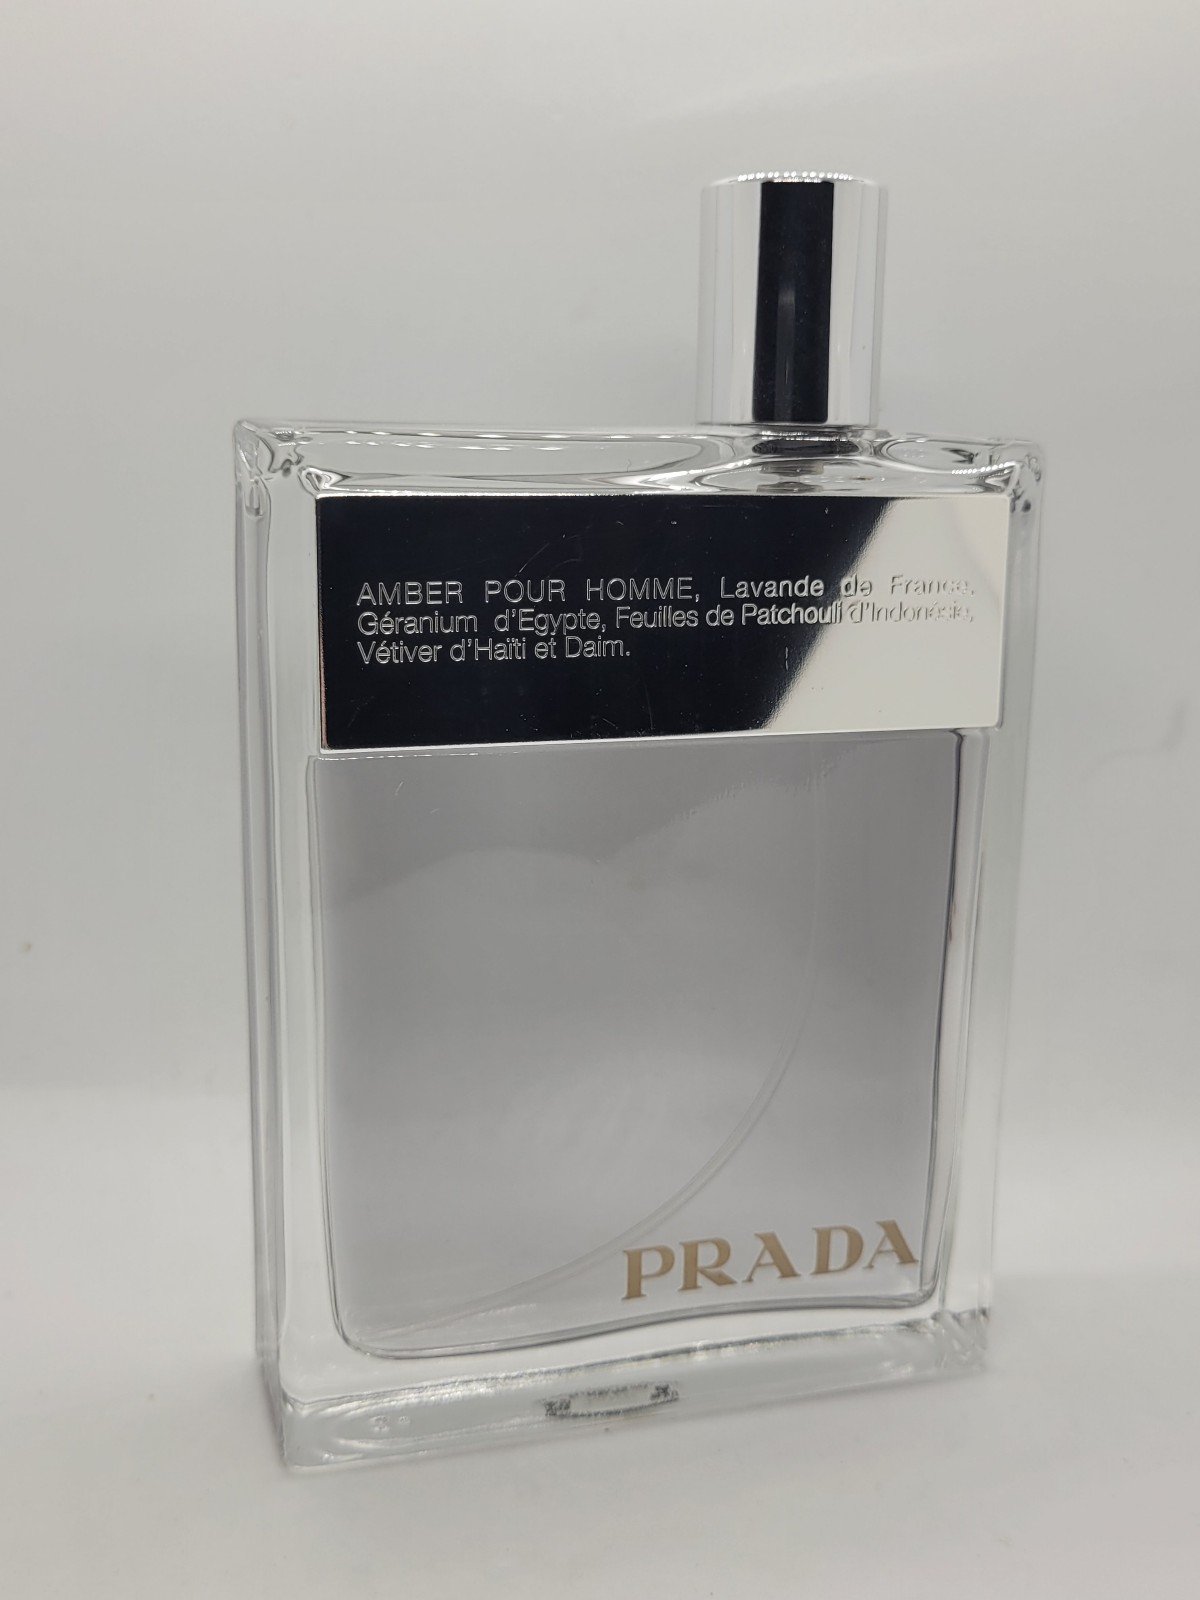 AMBER POUR HOMME, Lavande de France,
Géranium d'Egypte, Feuilles de Patchouli d'Indonésie,
Vétiver d'Haïti et Daim.
PRADA